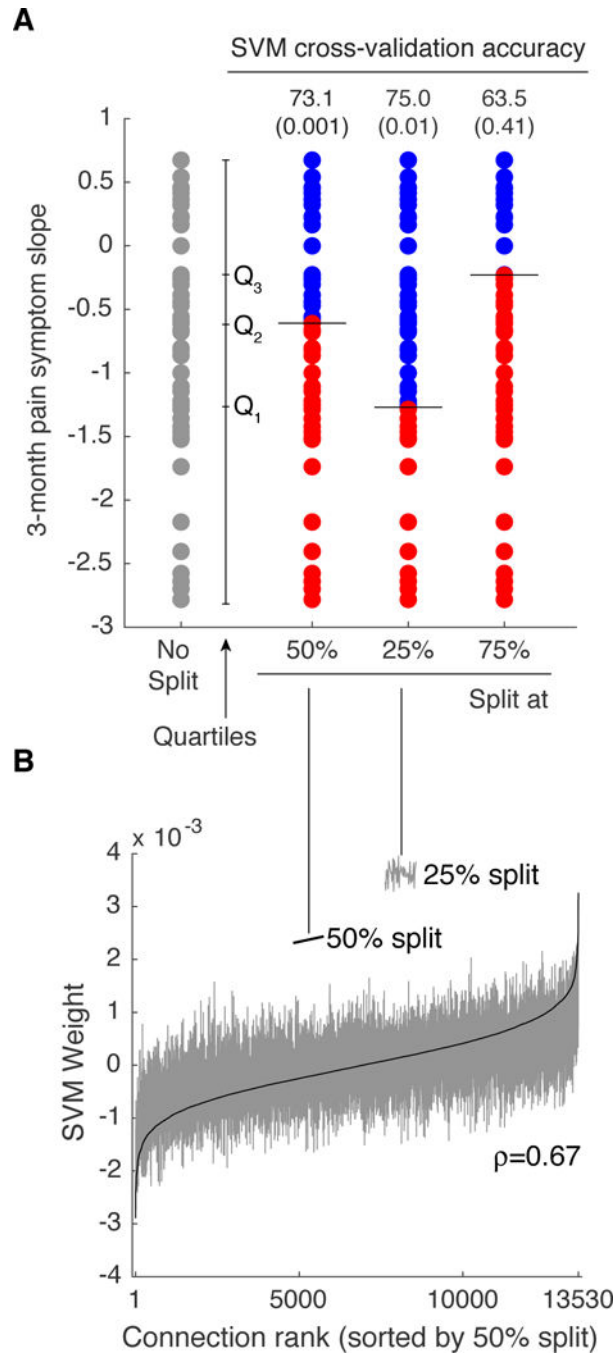 A
SVM cross-validation accuracy
73.1 75.0 63.5
(0.001) (0.01) (0.41)
3-month pain symptom slope
1
0.5
0
-0.5
-1
-1.5
-2
-2.5
-3
Q3
Q2
Q1
No Split
50% 25% 75%
Quartiles
Split at
B
x 10^-3
SVM Weight
4
3
2
1
0
-1
-2
-3
-4
25% split
50% split
ρ=0.67
1 5000 10000 13530
Connection rank (sorted by 50% split)